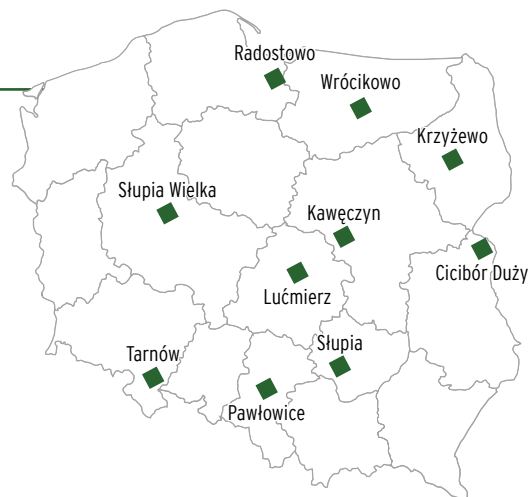 Radostowo
Wrócikowo
Krzyżewo
Słupia Wielka
Kawęczyn
Cicibór Duży
Lućmierz
Słupia
Tarnów
Pawłowice